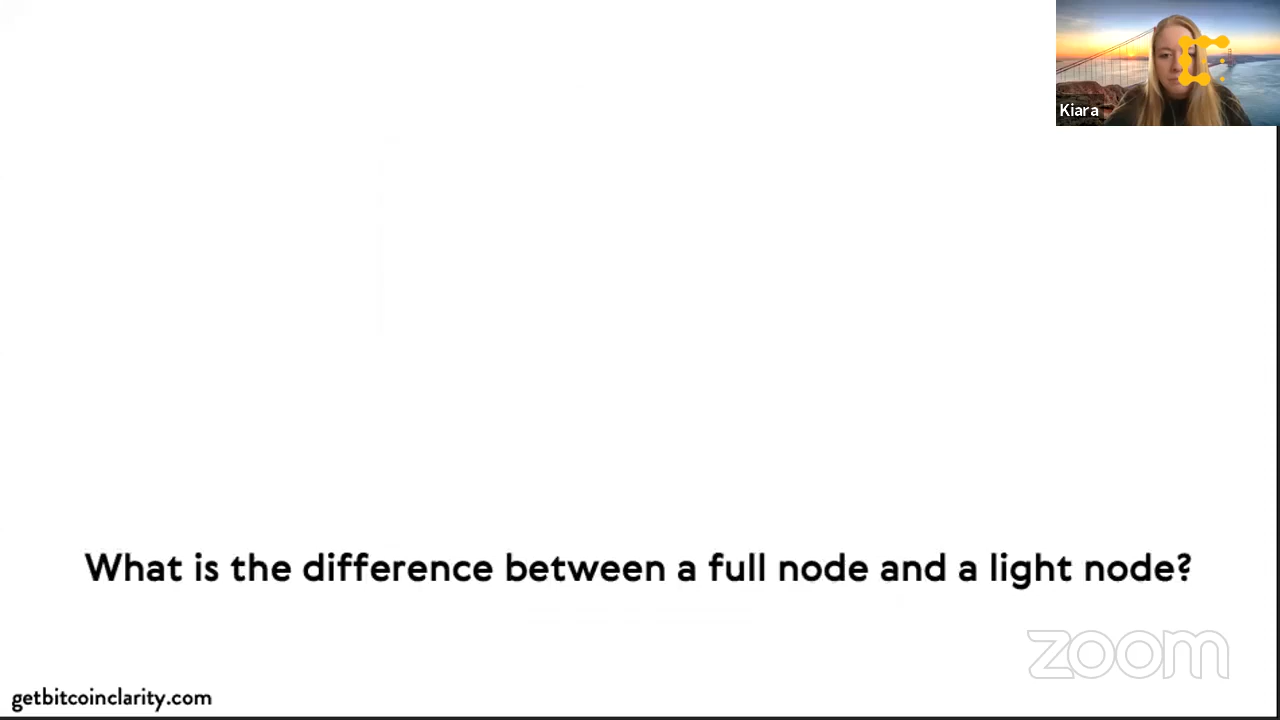 Kiara
What is the difference between a full node and a light node?
zoom
getbitcoinclarity.com